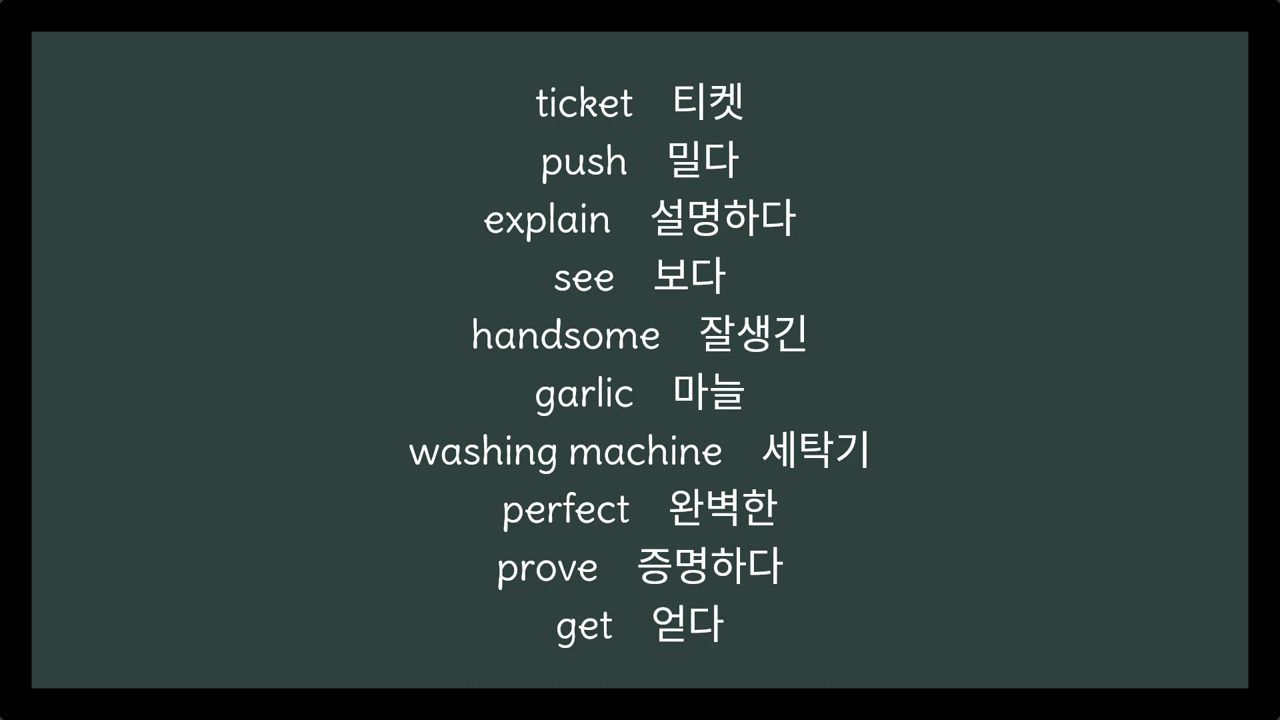 ticket 티켓
push 밀다
explain 설명하다
see 보다
handsome 잘생긴
garlic 마늘
washing machine 세탁기
perfect 완벽한
prove 증명하다
get 얻다